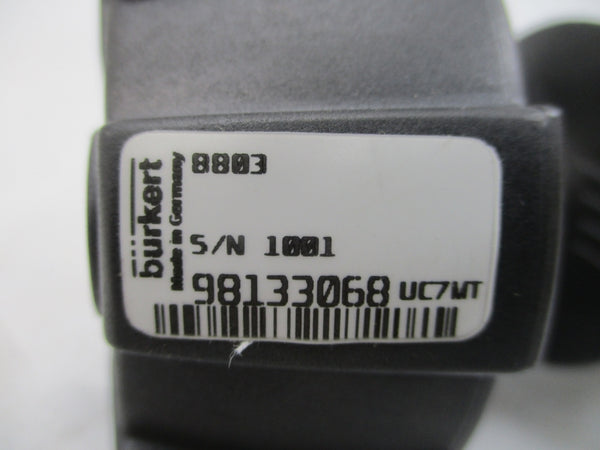 bürkert
Made in Germany
8803
S/N 1001
98133068 UC7MT